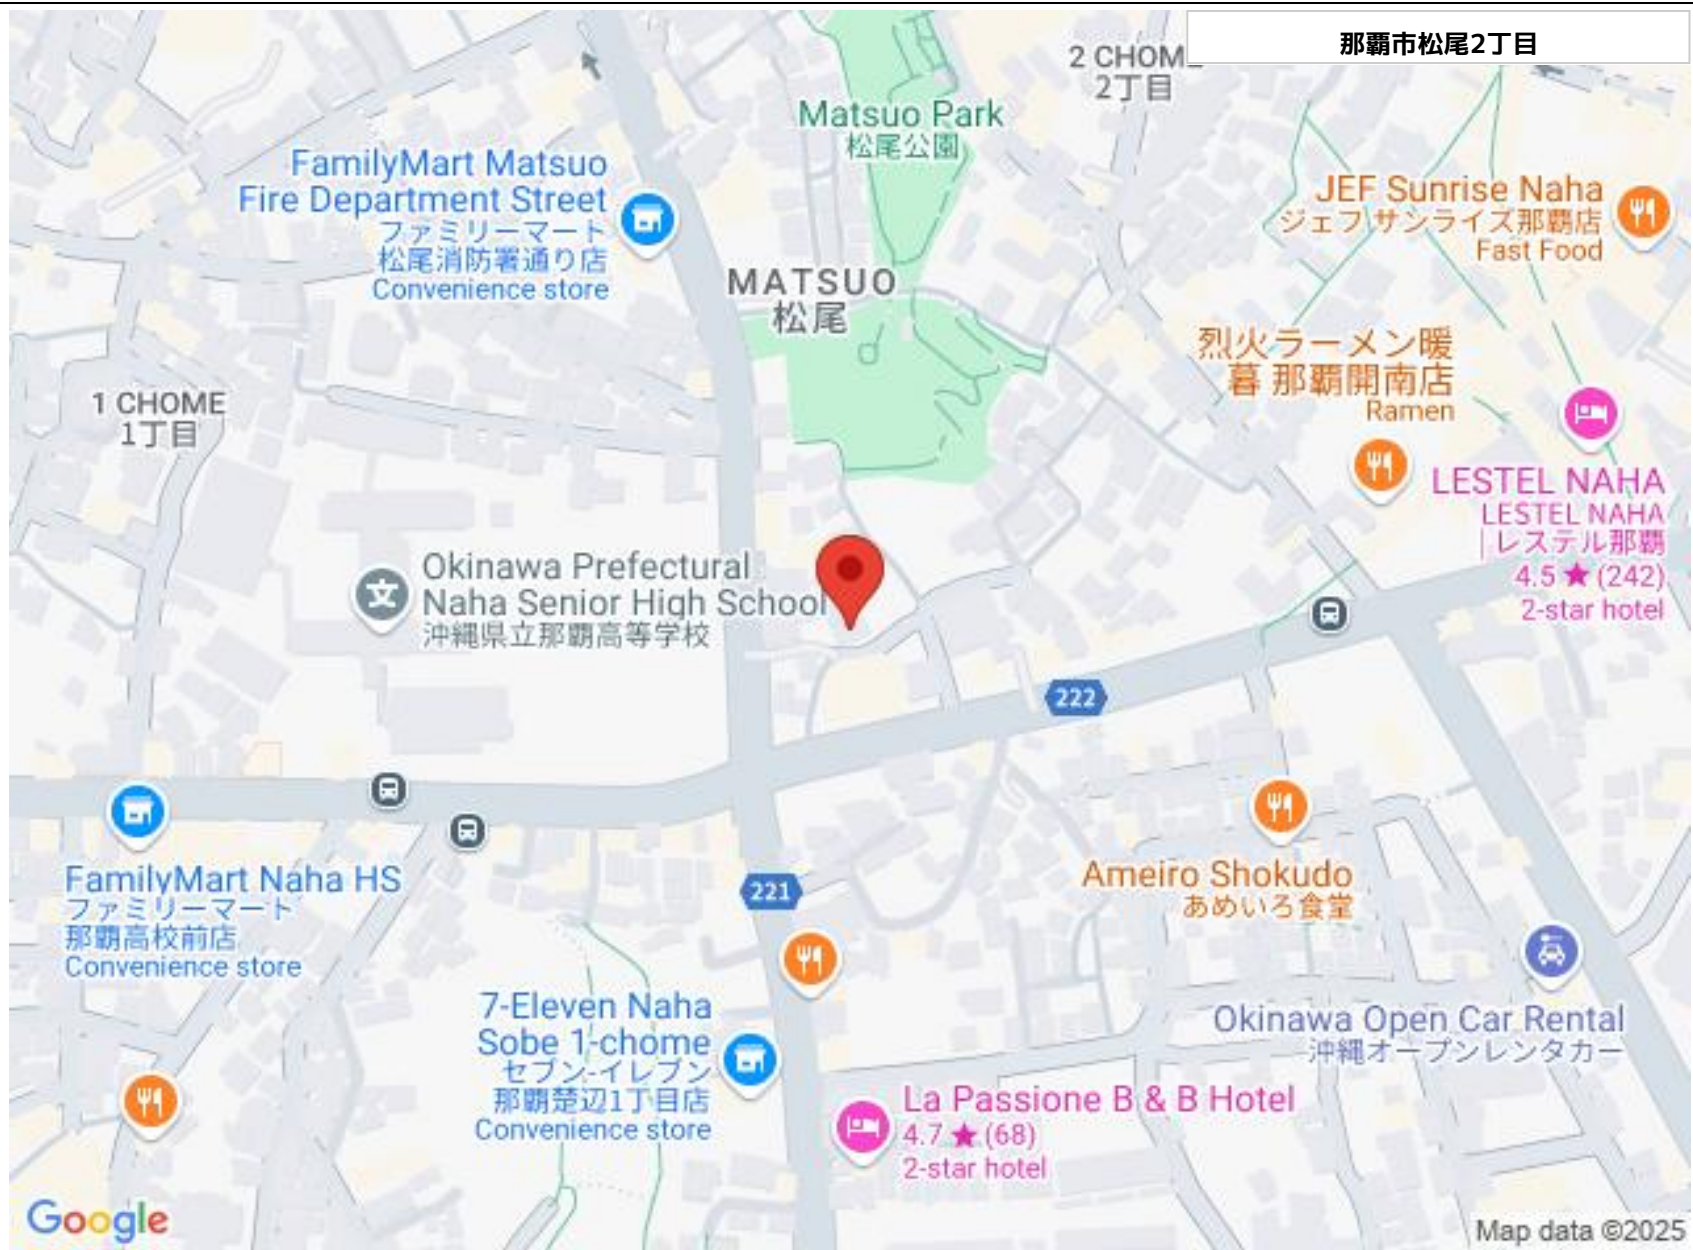 那覇市松尾2丁目
2 CHOM
2丁目
Matsuo Park
松尾公園
FamilyMart Matsuo
Fire Department Street
ファミリーマート
松尾消防署通り店
Convenience store
JEF Sunrise Naha
ジェフ サンライズ那覇店
Fast Food
MATSUO
松尾
烈火ラーメン暖
暮 那覇開南店
Ramen
1 CHOME
1丁目
LESTEL NAHA
LESTEL NAHA
| レステル那覇
4.5 ★ (242)
2-star hotel
Okinawa Prefectural
Naha Senior High School
沖縄県立那覇高等学校
文
222
FamilyMart Naha HS
ファミリーマート
那覇高校前店
Convenience store
221
Ameiro Shokudo
あめいろ食堂
7-Eleven Naha
Sobe 1-chome
セブン-イレブン
那覇楚辺1丁目店
Convenience store
Okinawa Open Car Rental
沖縄オープンレンタカー
La Passione B & B Hotel
4.7 ★ (68)
2-star hotel
Google
Map data ©2025